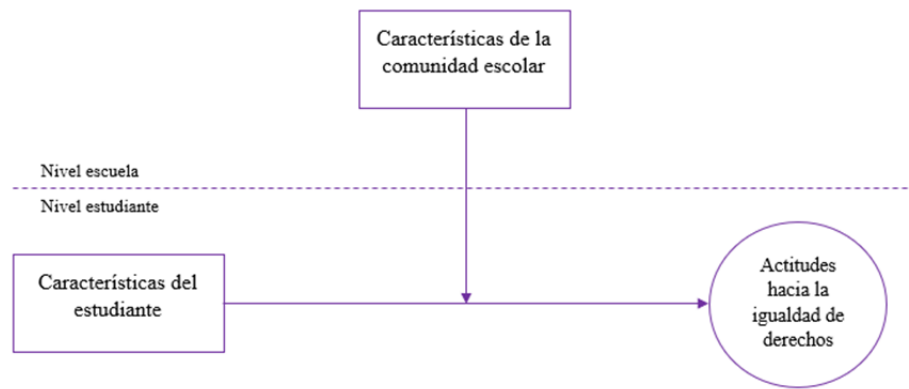 Características de la
comunidad escolar
Nivel escuela
Nivel estudiante
Características del
estudiante
Actitudes
hacia la
igualdad de
derechos